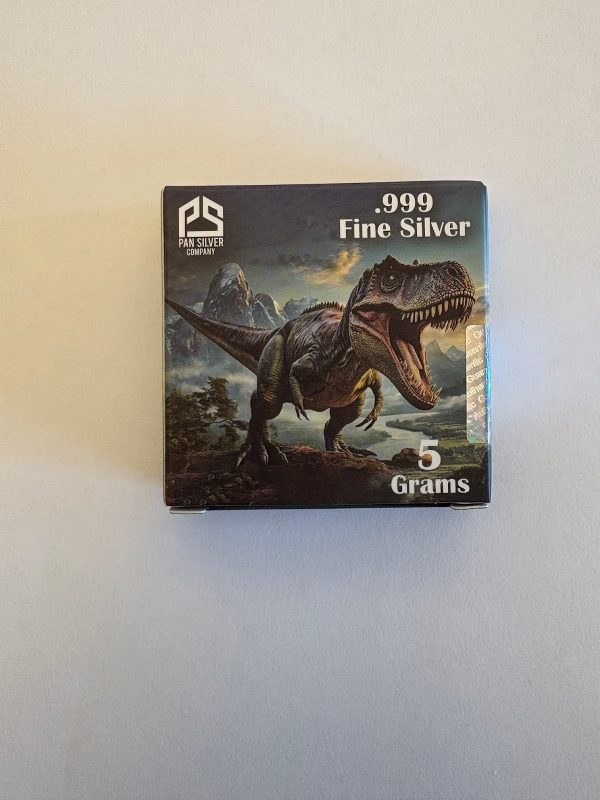 PS
PAN SILVER
COMPANY
.999
Fine Silver
5
Grams